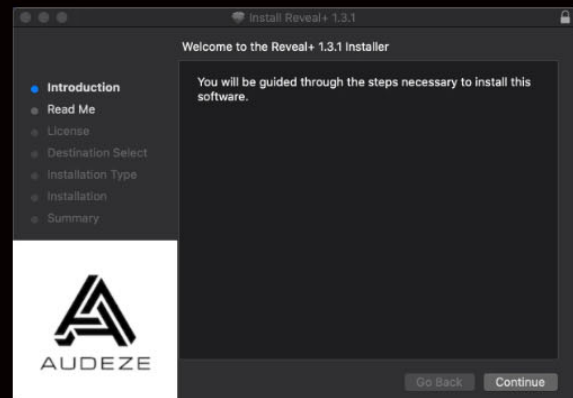 Install Reveal+ 1.3.1
Welcome to the Reveal+ 1.3.1 Installer
Introduction
Read Me
License
Destination Select
Installation Type
Installation
Summary
You will be guided through the steps necessary to install this
software.
AUDEZE
Go Back
Continue